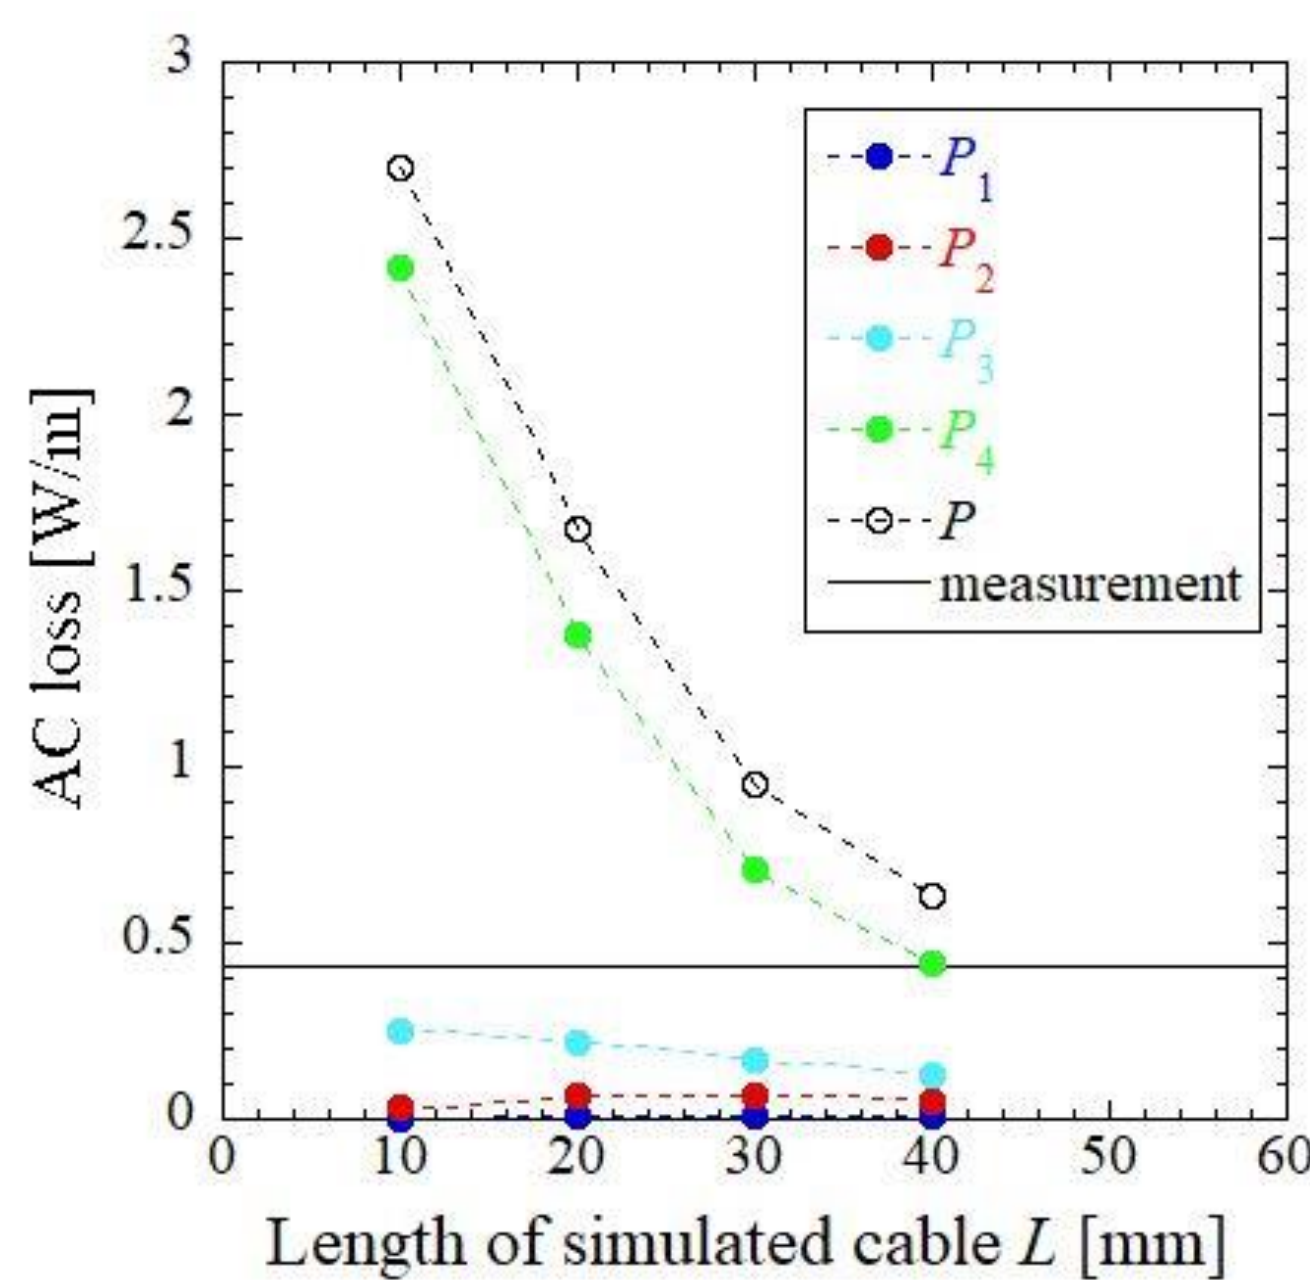 3
2.5
2
1.5
1
0.5
0
AC loss [W/m]
P1
P2
P3
P4
P
measurement
0 10 20 30 40 50 60
Length of simulated cable L [mm]